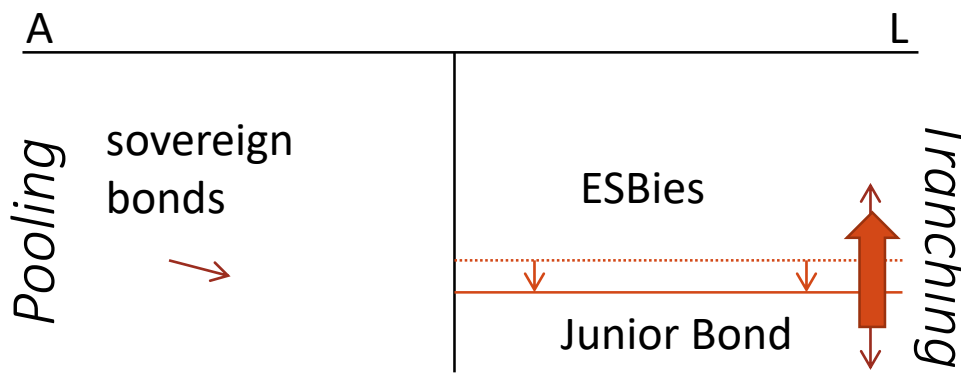 A
L
Pooling
sovereign
bonds
ESBies
Junior Bond
Tranching